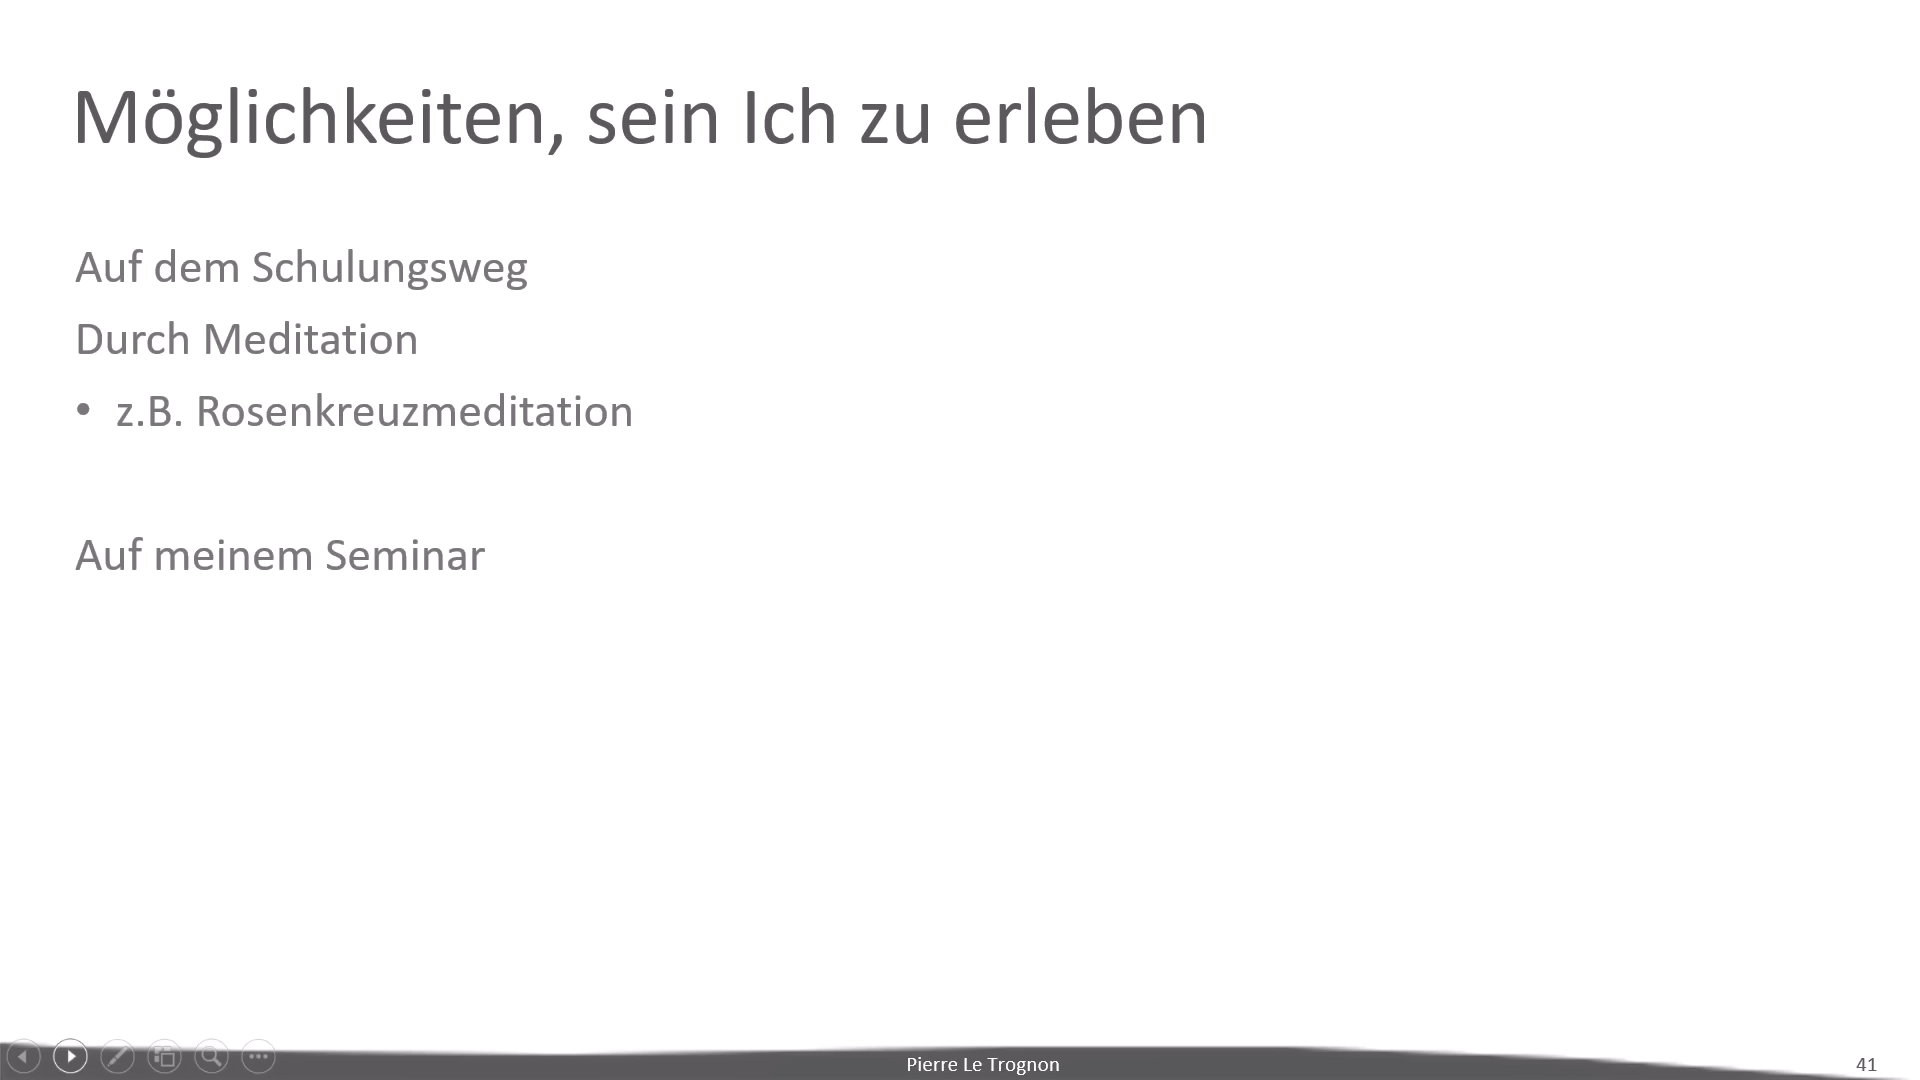 Möglichkeiten, sein Ich zu erleben
Auf dem Schulungsweg
Durch Meditation
• z.B. Rosenkreuzmeditation
Auf meinem Seminar
Pierre Le Trognon
41